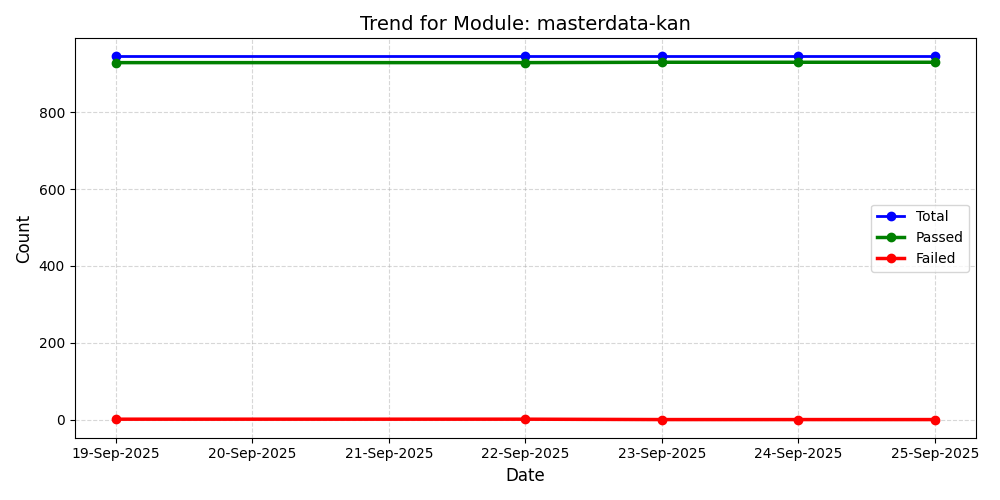 Trend for Module: masterdata-kan
Count
800
600
400
200
0
Total
Passed
Failed
19-Sep-2025 20-Sep-2025 21-Sep-2025 22-Sep-2025 23-Sep-2025 24-Sep-2025 25-Sep-2025
Date